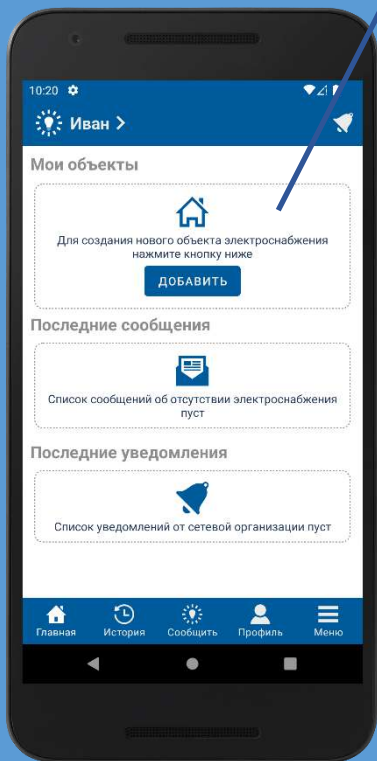 10:20
Иван >
Мои объекты
Для создания нового объекта электроснабжения
нажмите кнопку ниже
ДОБАВИТЬ
Последние сообщения
Список сообщений об отсутствии электроснабжения
пуст
Последние уведомления
Список уведомлений от сетевой организации пуст
Главная История Сообщить Профиль Меню